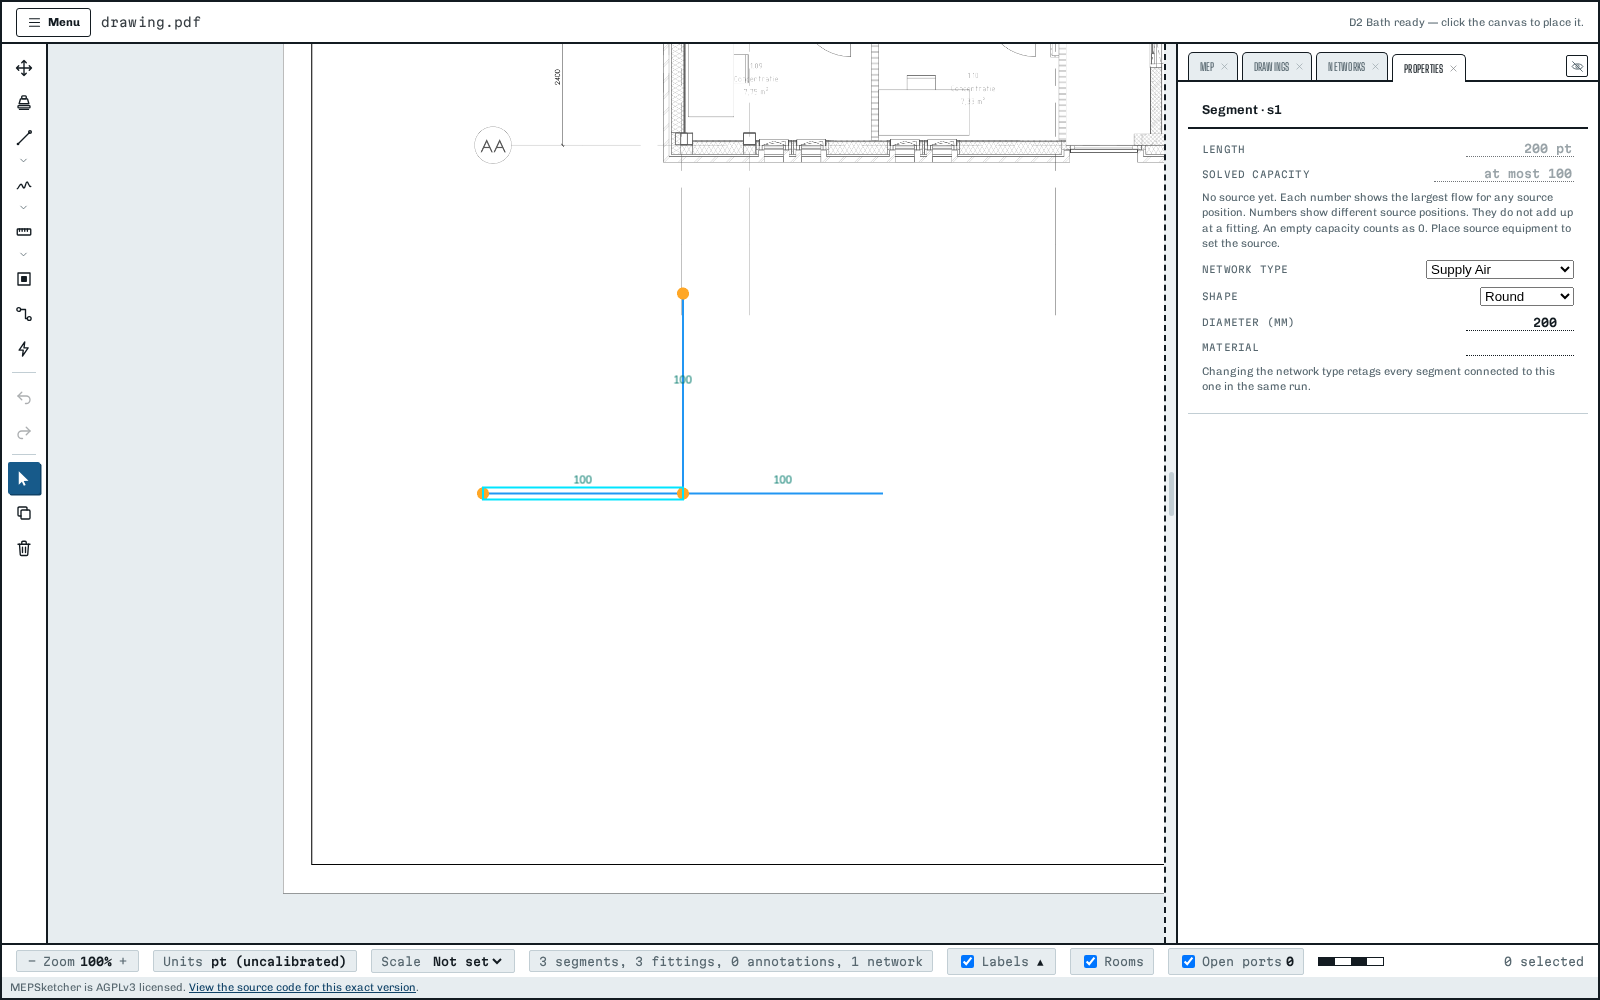 Menu drawing.pdf D2 Bath ready — click the canvas to place it.
MEP DRAWINGS NETWORKS PROPERTIES
Segment · s1
LENGTH 200 pt
SOLVED CAPACITY at most 100
No source yet. Each number shows the largest flow for any source
position. Numbers show different source positions. They do not add up
at a fitting. An empty capacity counts as 0. Place source equipment to
set the source.
NETWORK TYPE Supply Air
SHAPE Round
DIAMETER (MM) 200
MATERIAL
Changing the network type retags every segment connected to this
one in the same run.
2400
AA
100
100
100
− Zoom 100% + Units pt (uncalibrated) Scale Not set 3 segments, 3 fittings, 0 annotations, 1 network Labels ▲ Rooms Open ports 0 0 selected
MEPSketcher is AGPLv3 licensed. View the source code for this exact version.